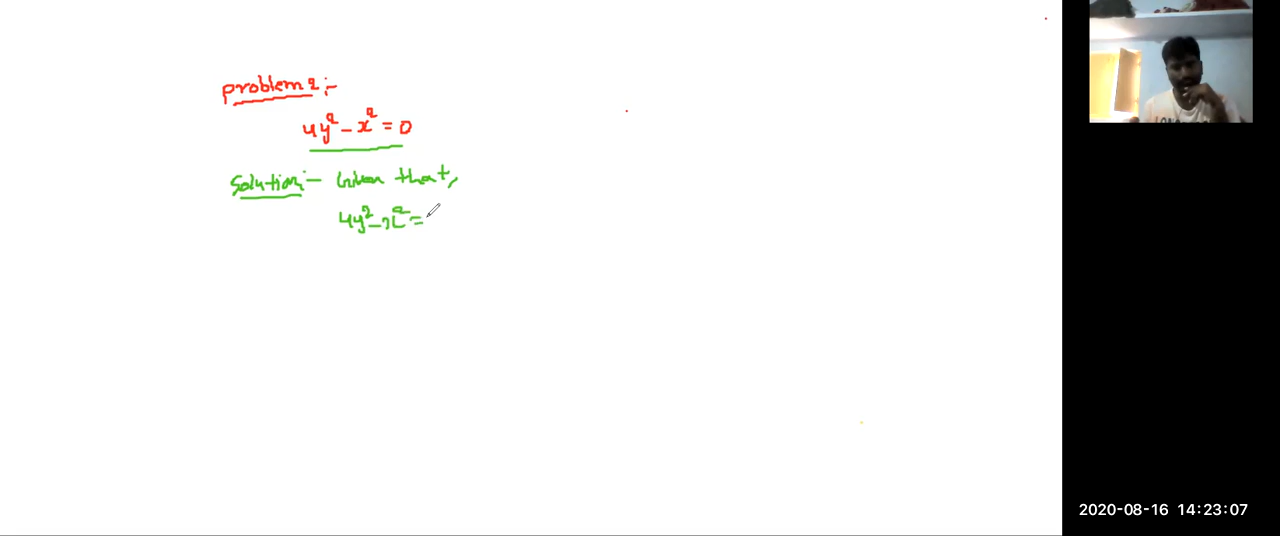 problem 2:-
4y² - x² = 0
Solution:- Given that,
4y² - x² =
2020-08-16 14:23:07